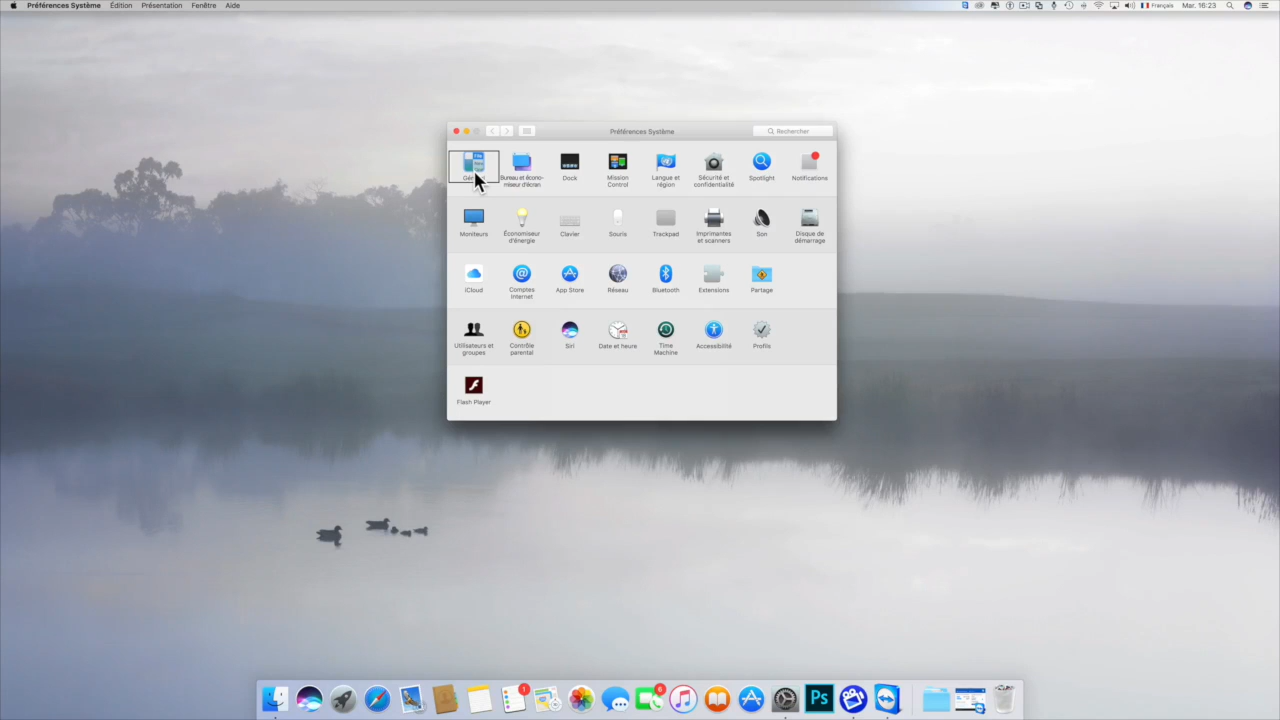 Préférences Système Édition Présentation Fenêtre Aide
Français Mar. 16:23
Préférences Système
Rechercher
Bureau et écono-
miseur d'écran
Dock
Mission
Control
Langue et
région
Sécurité et
confidentialité
Spotlight
Notifications
Moniteurs
Économiseur
d'énergie
Clavier
Souris
Trackpad
Imprimantes
et scanners
Son
Disque de
démarrage
iCloud
Comptes
Internet
App Store
Réseau
Bluetooth
Extensions
Partage
Utilisateurs et
groupes
Contrôle
parental
Siri
Date et heure
Time
Machine
Accessibilité
Profils
Flash Player
1
6
Ps